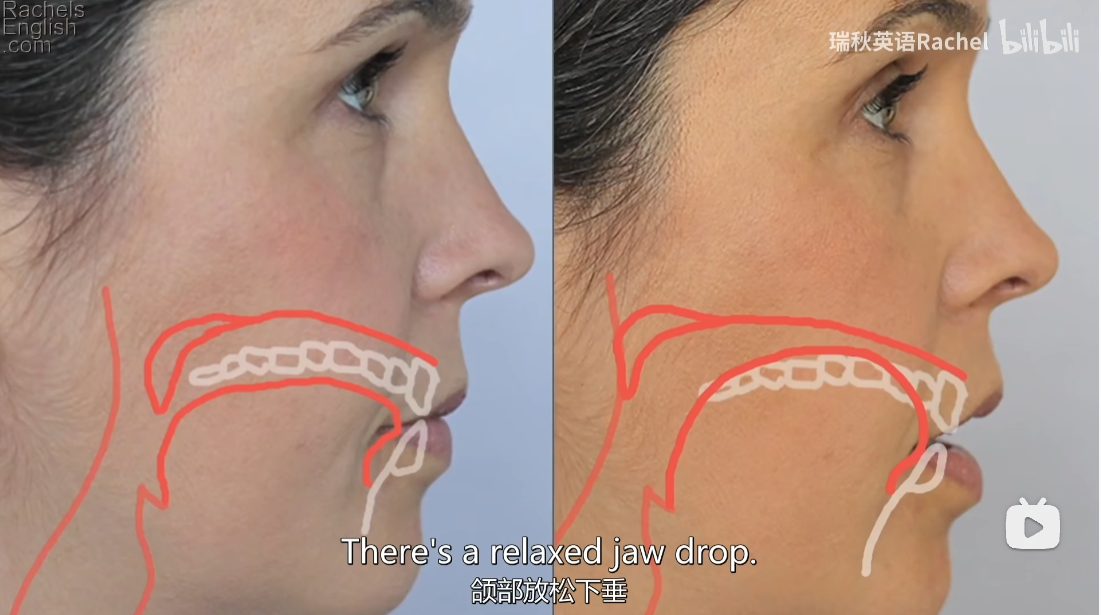 Rachels
English
.com
瑞秋英语Rachel bilibili
There's a relaxed jaw drop.
颌部放松下垂